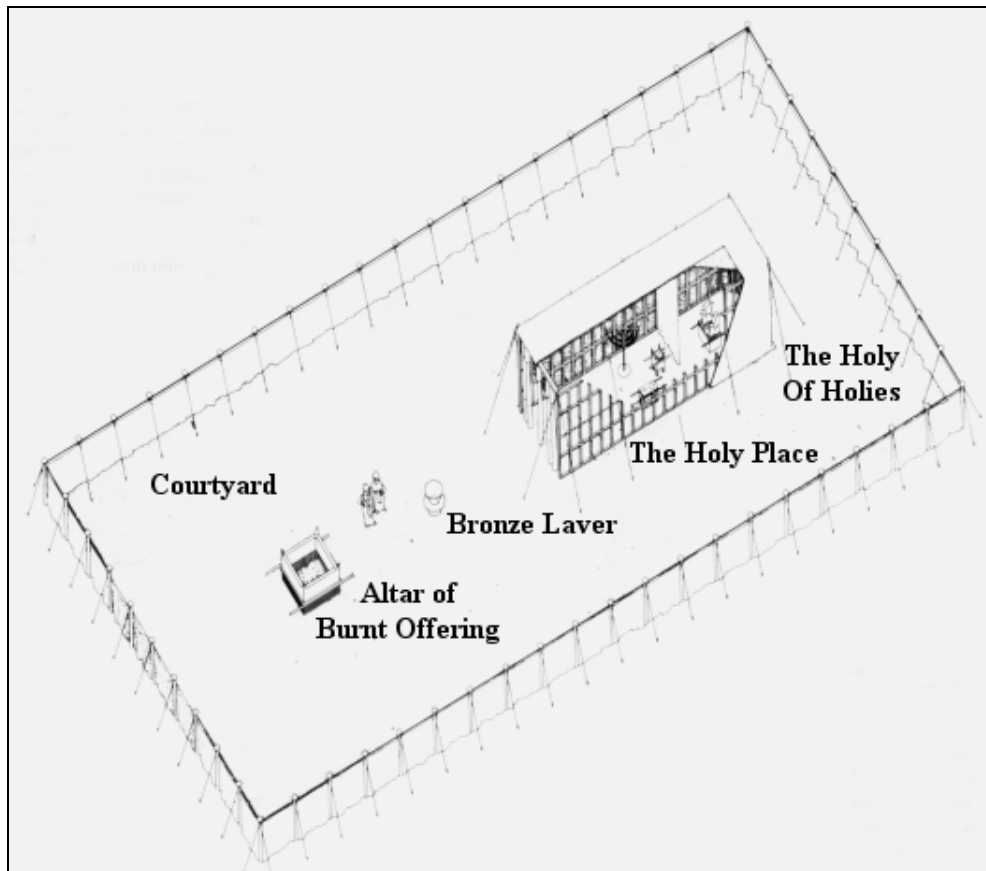 The Holy
Of Holies
The Holy Place
Courtyard
Bronze Laver
Altar of
Burnt Offering